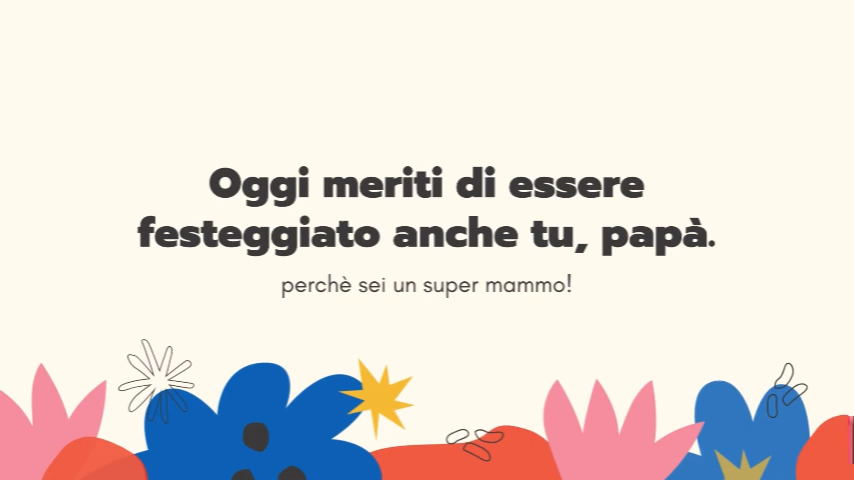 Oggi meriti di essere
festeggiato anche tu, papà.
perchè sei un super mammo!